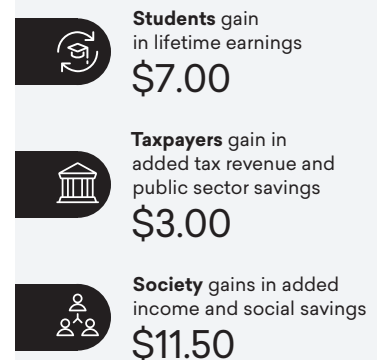 Students gain
in lifetime earnings
$7.00
Taxpayers gain in
added tax revenue and
public sector savings
$3.00
Society gains in added
income and social savings
$11.50